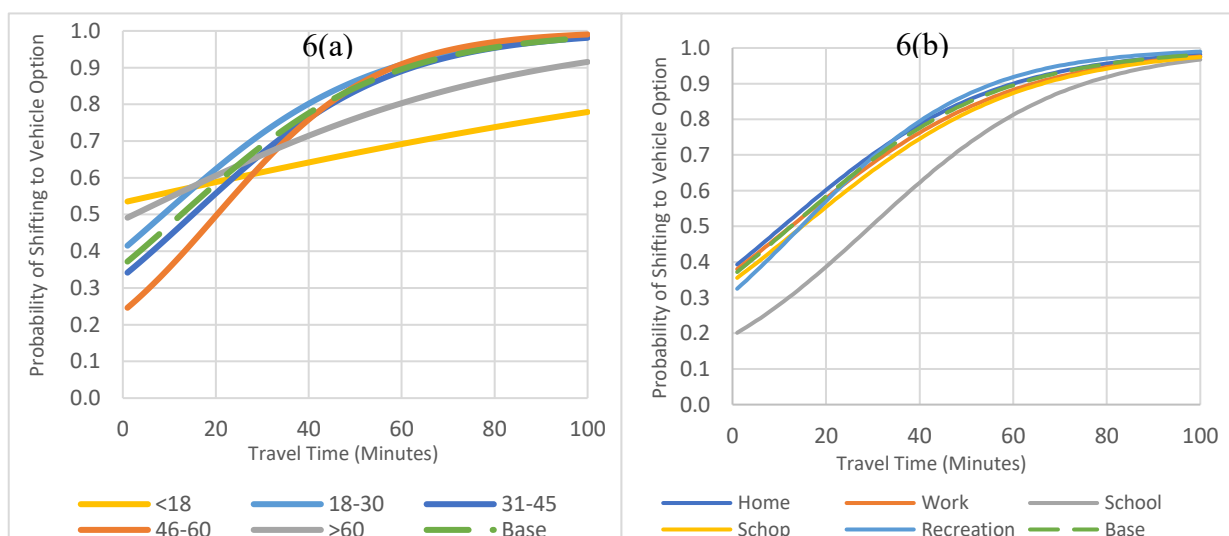 6(a)
Probability of Shifting to Vehicle Option
1.0
0.9
0.8
0.7
0.6
0.5
0.4
0.3
0.2
0.1
0.0
0 20 40 60 80 100
Travel Time (Minutes)
<18 18-30 31-45
46-60 >60 Base
6(b)
Probability of Shifting to Vehicle Option
1.0
0.9
0.8
0.7
0.6
0.5
0.4
0.3
0.2
0.1
0.0
0 20 40 60 80 100
Travel Time (Minutes)
Home Work School
Schop Recreation Base